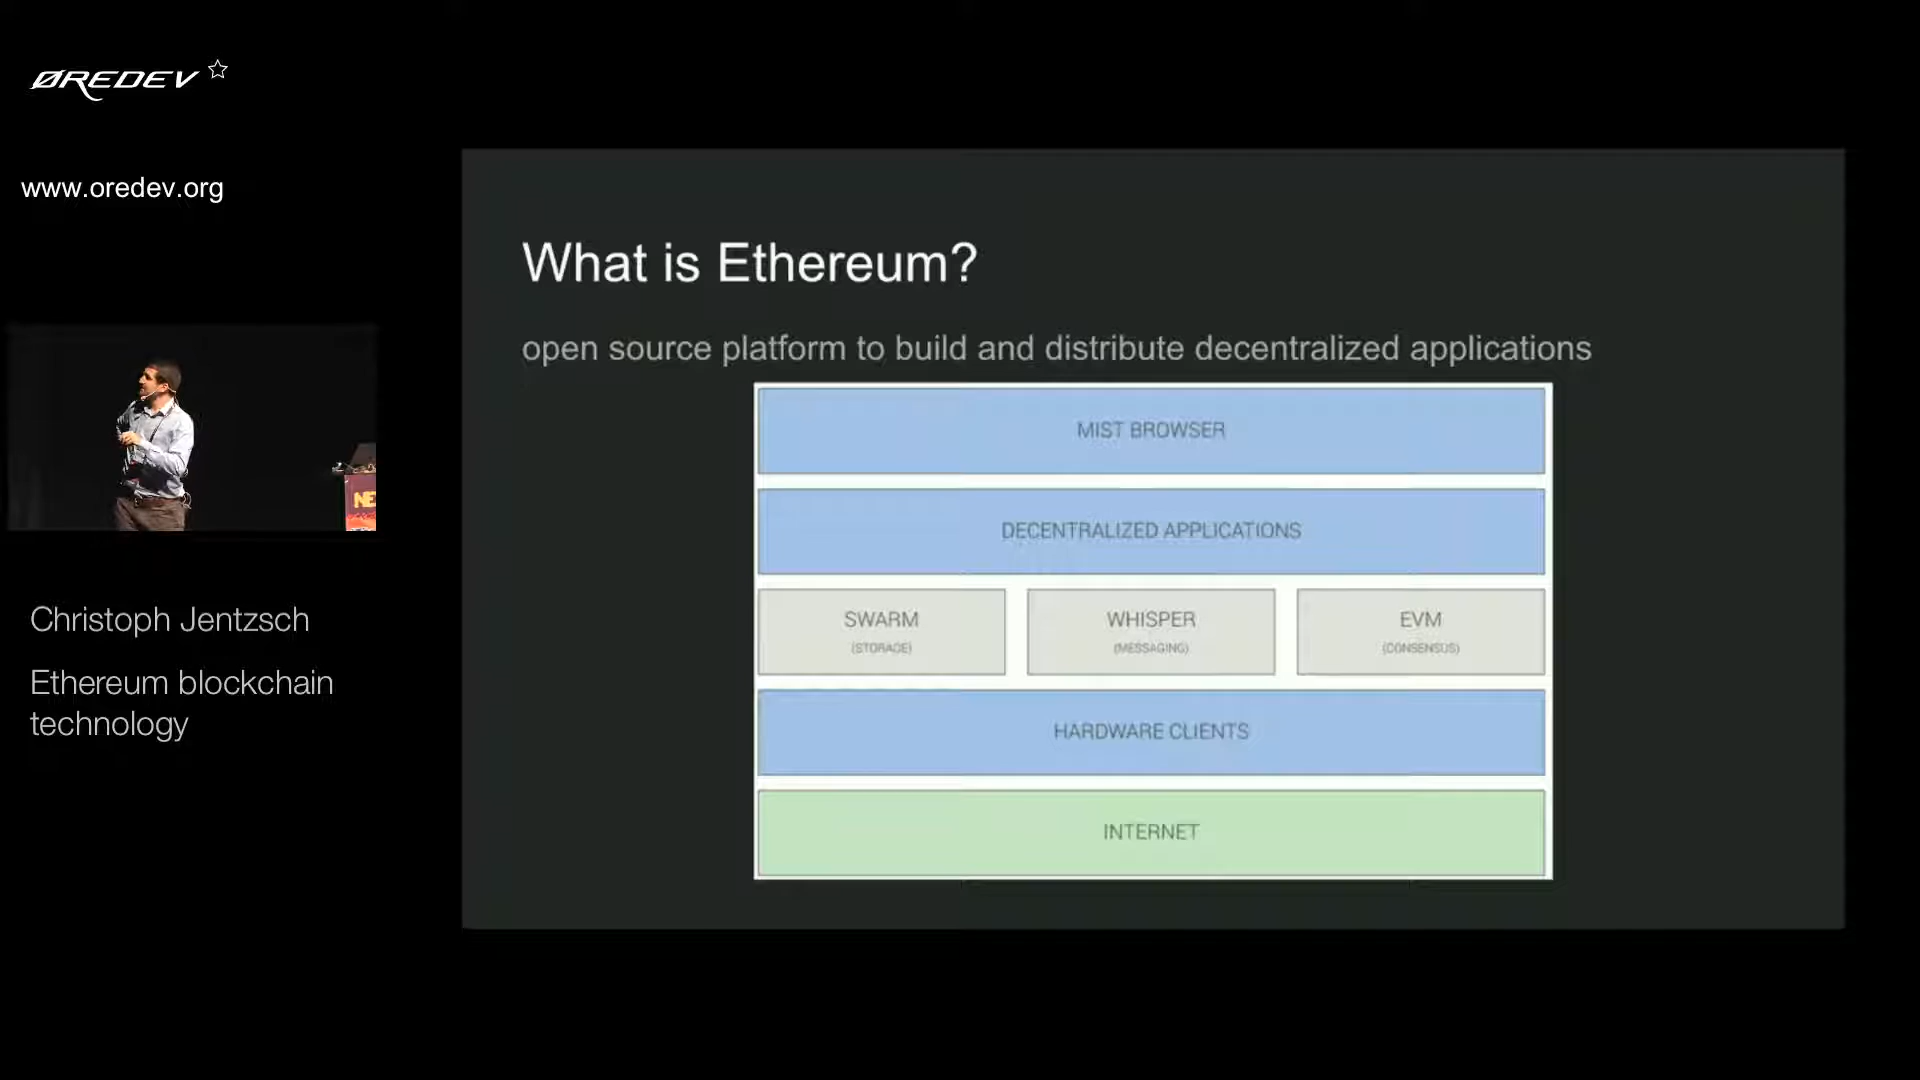 ØREDEV
www.oredev.org
What is Ethereum?
open source platform to build and distribute decentralized applications
MIST BROWSER
DECENTRALIZED APPLICATIONS
SWARM
(STORAGE)
WHISPER
(MESSAGING)
EVM
(CONSENSUS)
HARDWARE CLIENTS
INTERNET
NE
Christoph Jentzsch
Ethereum blockchain
technology